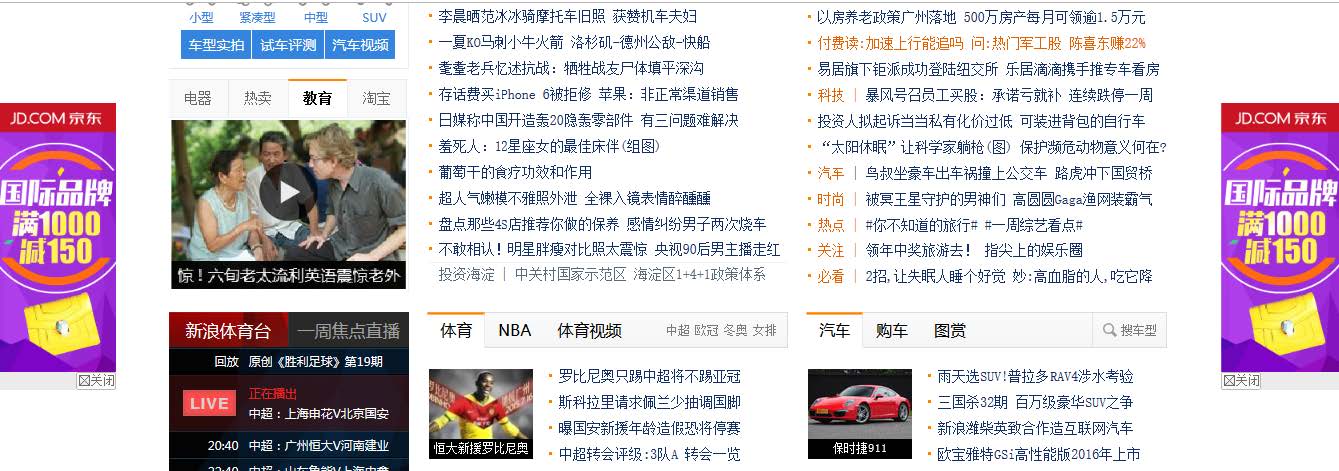 小型 紧凑型 中型 SUV
车型实拍 试车评测 汽车视频
电器 热卖 教育 淘宝
惊！六旬老太流利英语震惊老外
新浪体育台 一周焦点直播
回放 原创《胜利足球》第19期
LIVE
正在播出
中超：上海申花V北京国安
20:40 中超：广州恒大V河南建业
李晨晒范冰冰骑摩托车旧照 获赞机车夫妇
一夏KO马刺小牛火箭 洛杉矶-德州公敌-快船
耄耋老兵忆述抗战：牺牲战友尸体填平深沟
存话费买iPhone 6被拒修 苹果：非正常渠道销售
日媒称中国开造轰20隐轰零部件 有三问题难解决
羞死人：12星座女的最佳床伴(组图)
葡萄干的食疗功效和作用
超人气嫩模不雅照外泄 全裸入镜表情醉醺醺
盘点那些4S店推荐你做的保养 感情纠纷男子两次烧车
不敢相认！明星胖瘦对比照太震惊 央视90后男主播走红
投资海淀 | 中关村国家示范区 海淀区1+4+1政策体系
体育 NBA 体育视频 中超 欧冠 冬奥 女排
恒大新援罗比尼奥
罗比尼奥只踢中超将不踢亚冠
斯科拉里请求佩兰少抽调国脚
曝国安新援年龄造假恐将停赛
中超转会评级:3队A 转会一览
以房养老政策广州落地 500万房产每月可领逾1.5万元
付费读:加速上行能追吗 问:热门军工股 陈喜东赚22%
易居旗下钜派成功登陆纽交所 乐居滴滴携手推专车看房
科技 | 暴风号召员工买股：承诺亏就补 连续跌停一周
投资人拟起诉当当私有化价过低 可装进背包的自行车
“太阳休眠”让科学家躺枪(图) 保护濒危动物意义何在?
汽车 | 鸟叔坐豪车出车祸撞上公交车 路虎冲下国贸桥
时尚 | 被冥王星守护的男神们 高圆圆Gaga渔网装霸气
热点 | #你不知道的旅行# #一周综艺看点#
关注 | 领年中奖旅游去！ 指尖上的娱乐圈
必看 | 2招,让失眠人睡个好觉 妙:高血脂的人,吃它降
汽车 购车 图赏 搜车型
保时捷911
雨天选SUV!普拉多RAV4涉水考验
三国杀32期 百万级豪华SUV之争
新浪潍柴英致合作造互联网汽车
欧宝雅特GSi高性能版2016年上市
JD.COM 京东
国际品牌
满1000
减150
关闭
JD.COM 京东
国际品牌
满1000
减150
关闭